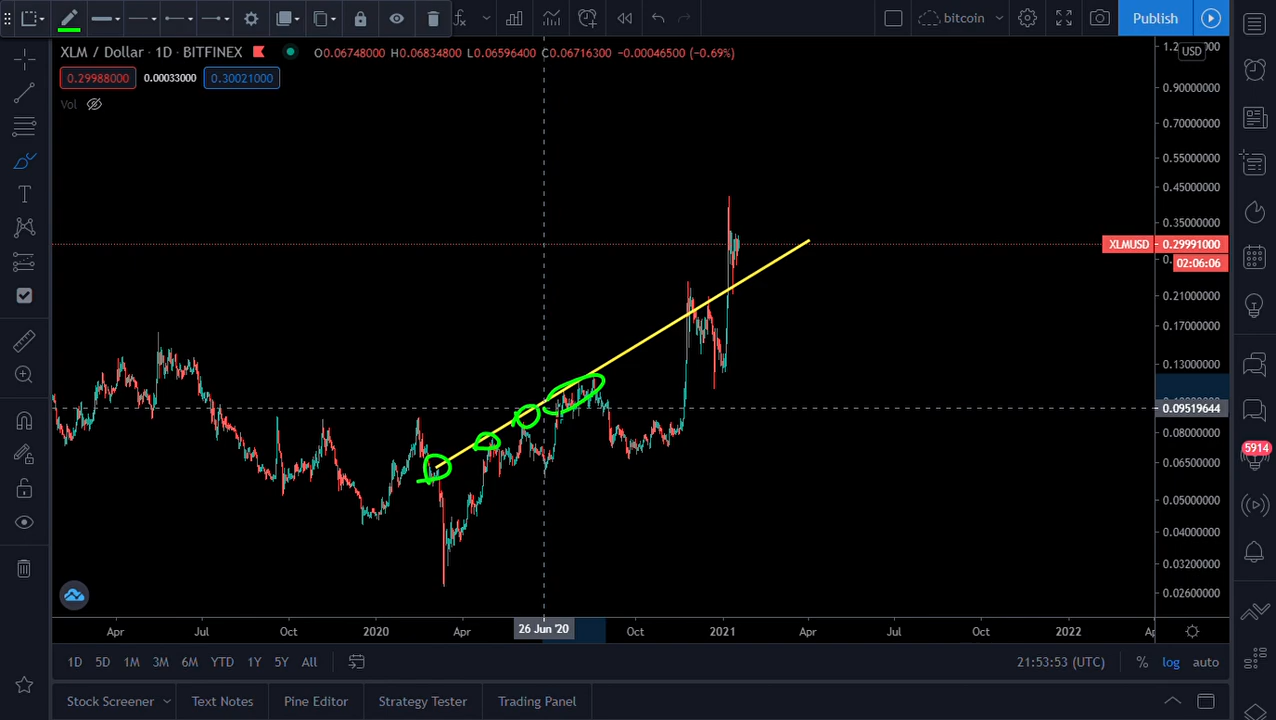 bitcoin
Publish
XLM / Dollar · 1D · BITFINEX
O0.06748000 H0.06834800 L0.06596400 C0.06716300 −0.00046500 (−0.69%)
0.29988000 0.00033000 0.30021000
Vol
USD
0.90000000
0.70000000
0.55000000
0.45000000
0.35000000
XLMUSD 0.29991000
02:06:06
0.21000000
0.17000000
0.13000000
0.09519644
0.08000000
0.06500000
0.05000000
0.04000000
0.03200000
0.02600000
5914
Apr Jul Oct 2020 Apr 26 Jun '20 Oct 2021 Apr Jul Oct 2022
1D 5D 1M 3M 6M YTD 1Y 5Y All 21:53:53 (UTC) % log auto
Stock Screener Text Notes Pine Editor Strategy Tester Trading Panel